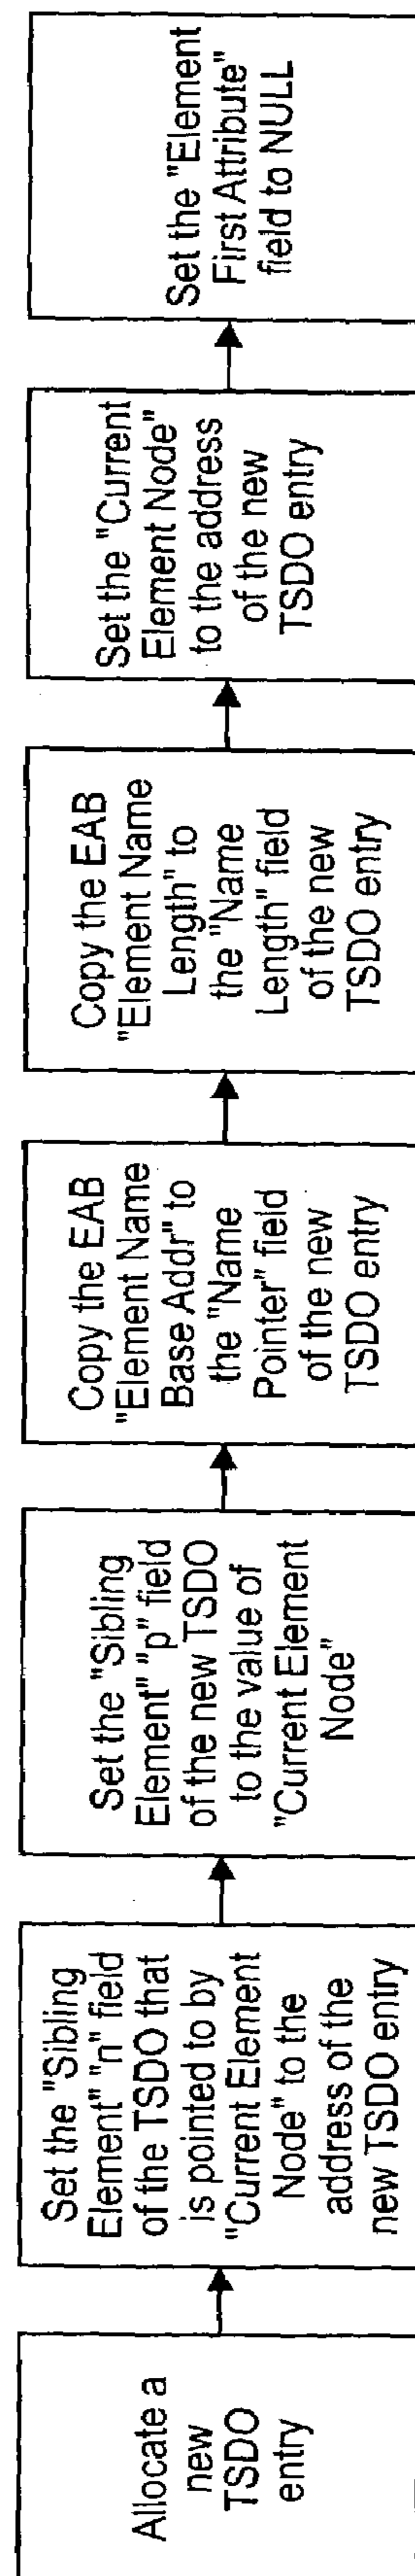 Allocate a
new
TSDO
entry
Set the "Sibling
Element" "n" field
of the TSDO that
is pointed to by
"Current Element
Node" to the
address of the
new TSDO entry
Set the "Sibling
Element" "p" field
of the new TSDO
to the value of
"Current Element
Node"
Copy the EAB
"Element Name
Base Addr" to
the "Name
Pointer" field
of the new
TSDO entry
Copy the EAB
"Element Name
Length" to
the "Name
Length" field
of the new
TSDO entry
Set the "Current
Element Node"
to the address
of the new
TSDO entry
Set the "Element
First Attribute"
field to NULL